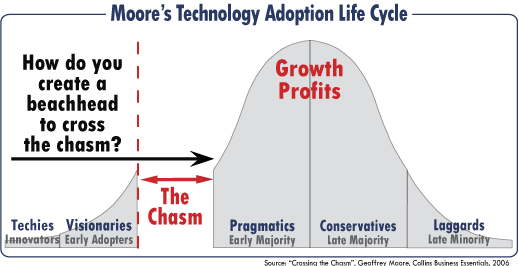 Moore's Technology Adoption Life Cycle
How do you
create a
beachhead
to cross
the chasm?
Growth
Profits
The
Chasm
Techies
Innovators
Visionaries
Early Adopters
Pragmatics
Early Majority
Conservatives
Late Majority
Laggards
Late Minority
Source: "Crossing the Chasm", Geoffrey Moore, Collins Business Essentials, 2006